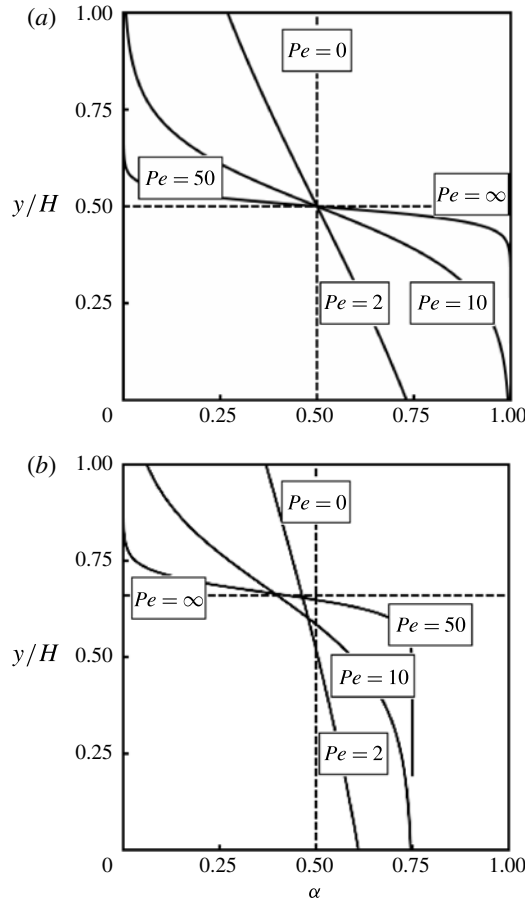 (a)
1.00
Pe = 0
0.75
Pe = 50
Pe = ∞
y/H
0.50
Pe = 2
Pe = 10
0.25
0
0.25
0.50
0.75
1.00
(b)
1.00
Pe = 0
0.75
Pe = ∞
Pe = 50
y/H
0.50
Pe = 10
Pe = 2
0.25
0
0.25
0.50
0.75
1.00
α